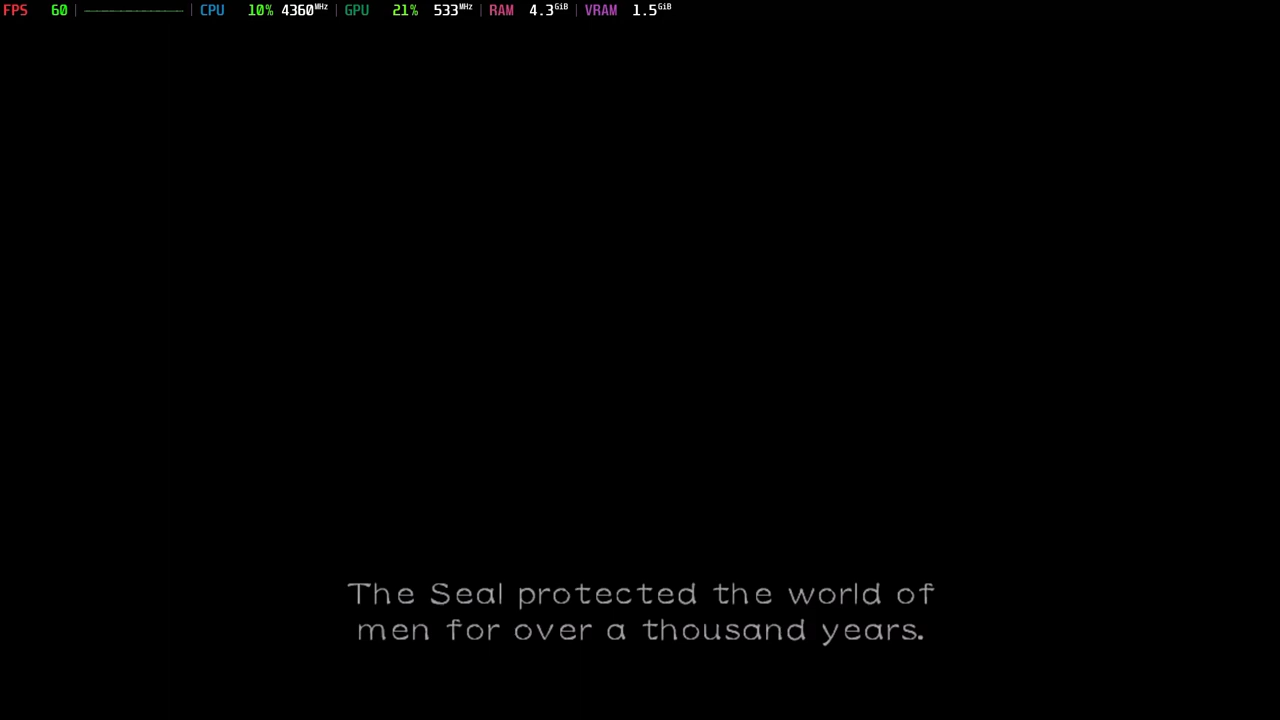 FPS 60 | CPU 10% 4360MHz | GPU 21% 533MHz | RAM 4.3GiB | VRAM 1.5GiB
The Seal protected the world of
men for over a thousand years.